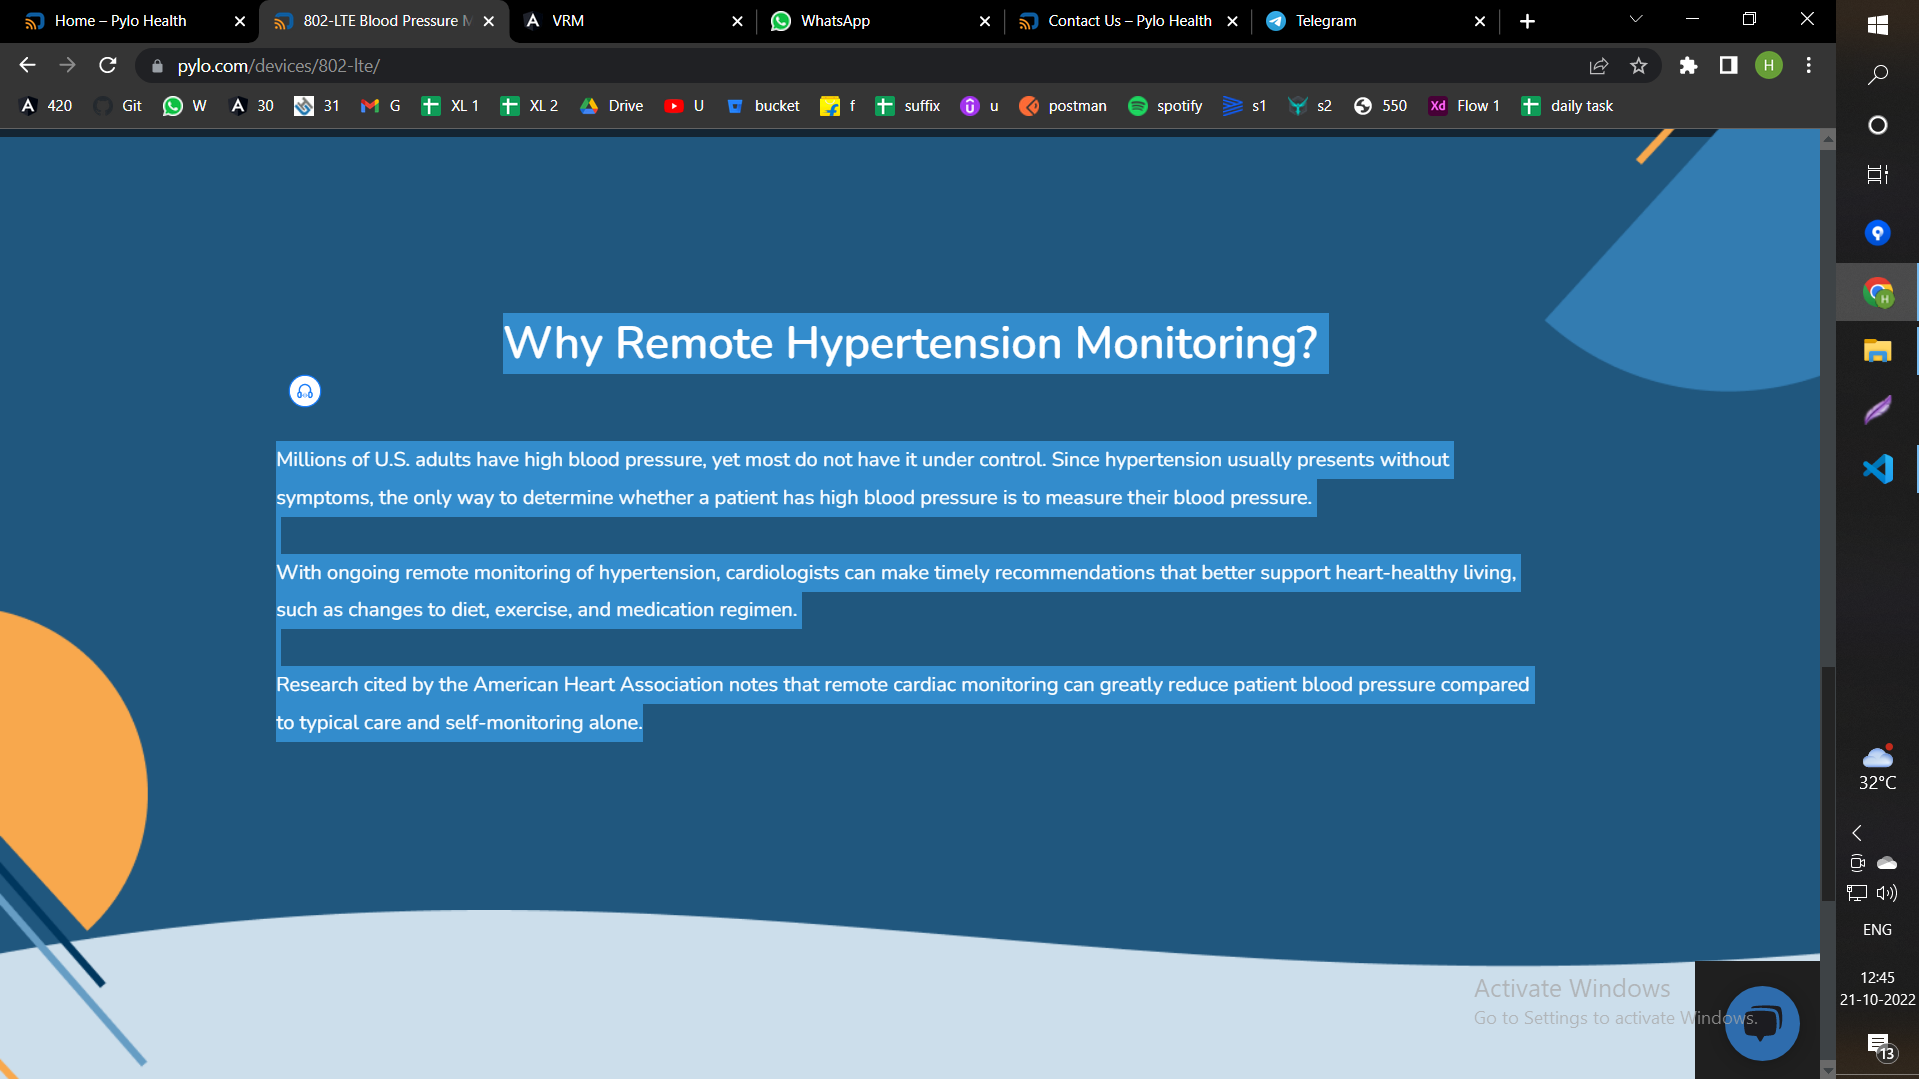 Home – Pylo Health
802-LTE Blood Pressure M
VRM
WhatsApp
Contact Us – Pylo Health
Telegram
pylo.com/devices/802-lte/
H
420
Git
W
30
31
G
XL 1
XL 2
Drive
U
bucket
f
suffix
u
postman
spotify
s1
s2
550
Xd Flow 1
daily task
Why Remote Hypertension Monitoring?
Millions of U.S. adults have high blood pressure, yet most do not have it under control. Since hypertension usually presents without
symptoms, the only way to determine whether a patient has high blood pressure is to measure their blood pressure.
With ongoing remote monitoring of hypertension, cardiologists can make timely recommendations that better support heart-healthy living,
such as changes to diet, exercise, and medication regimen.
Research cited by the American Heart Association notes that remote cardiac monitoring can greatly reduce patient blood pressure compared
to typical care and self-monitoring alone.
Activate Windows
Go to Settings to activate Windows.
H
32°C
ENG
12:45
21-10-2022
13